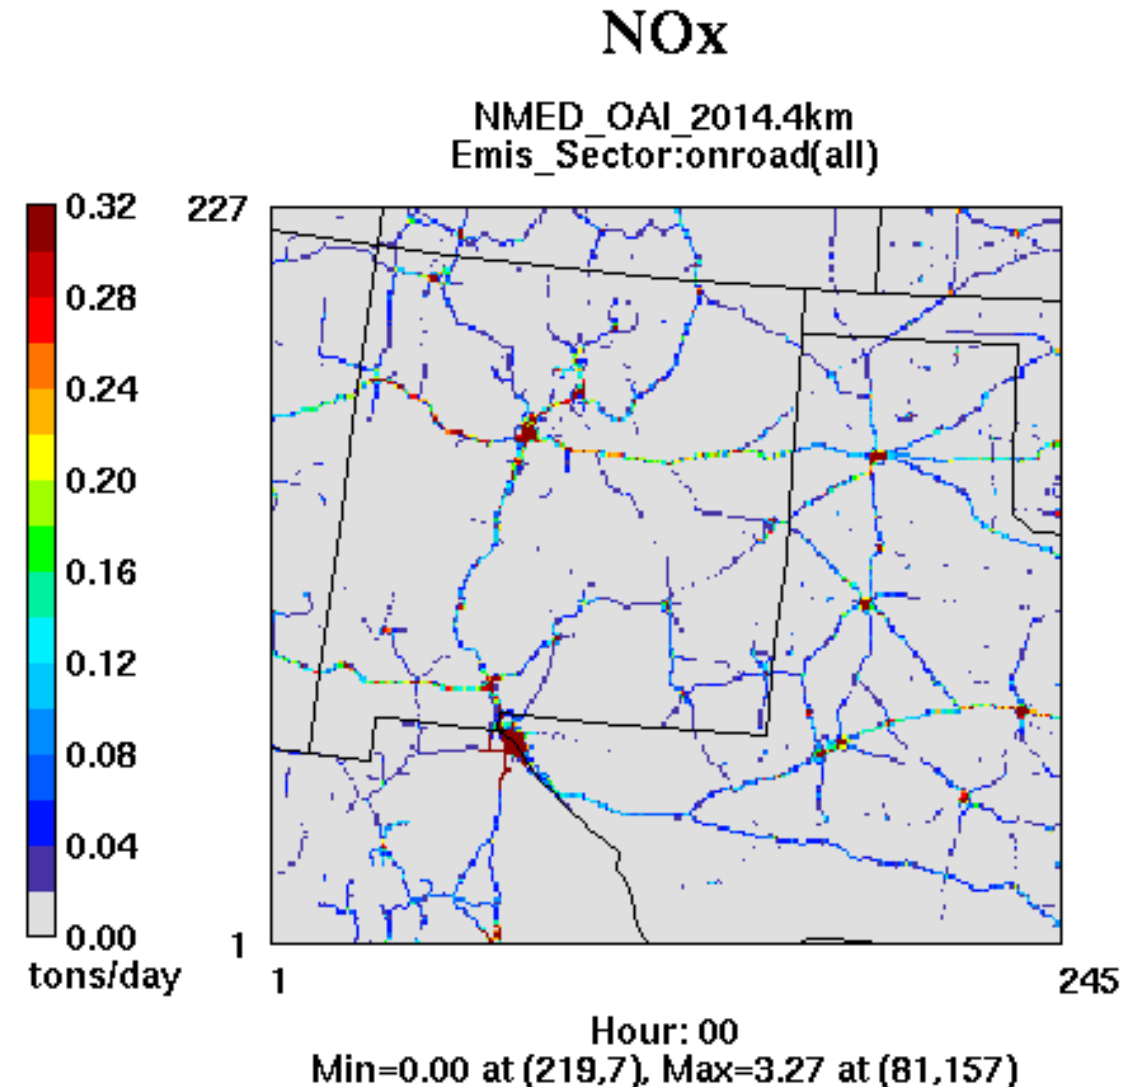 NOx
NMED_OAI_2014.4km
Emis_Sector:onroad(all)
0.32
0.28
0.24
0.20
0.16
0.12
0.08
0.04
0.00
tons/day
227
1
1
245
Hour: 00
Min=0.00 at (219,7), Max=3.27 at (81,157)